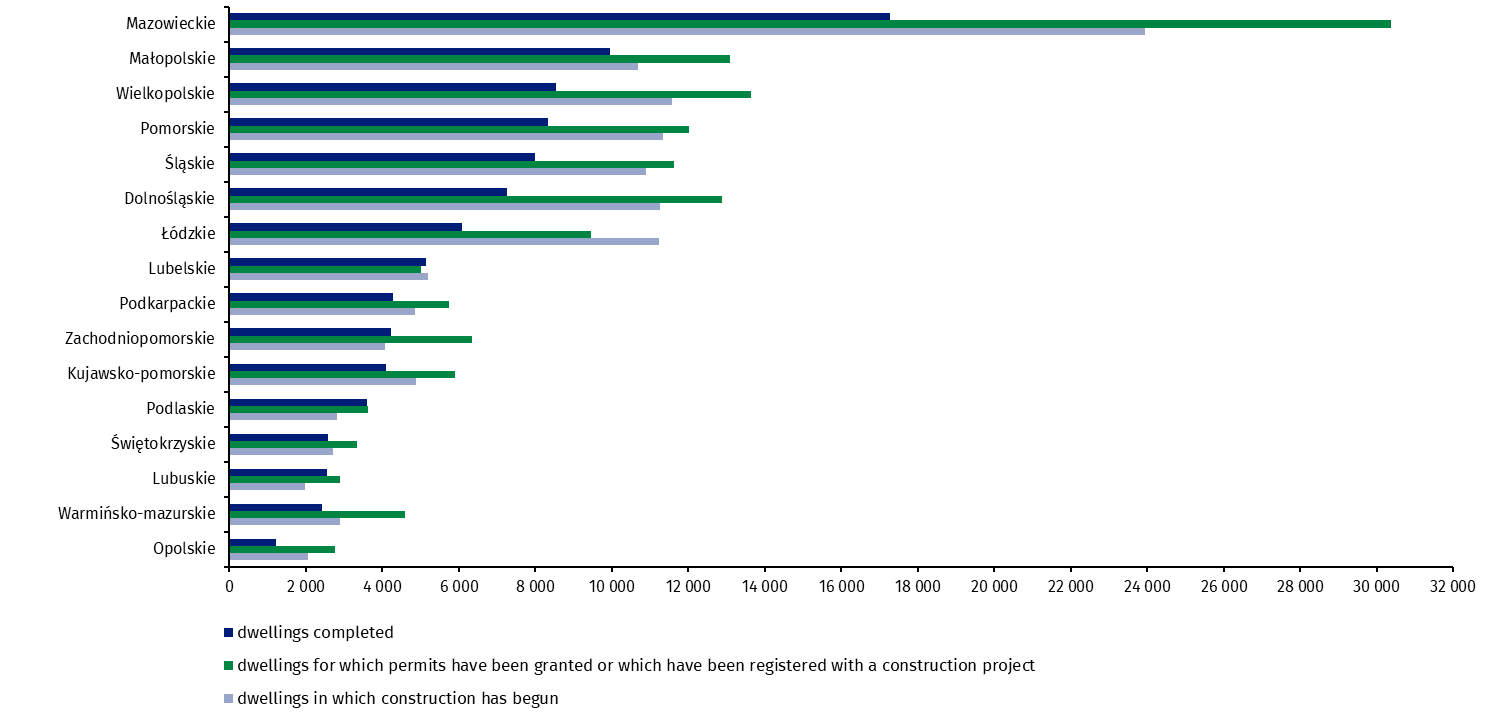 Mazowieckie
Małopolskie
Wielkopolskie
Pomorskie
Śląskie
Dolnośląskie
Łódzkie
Lubelskie
Podkarpackie
Zachodniopomorskie
Kujawsko-pomorskie
Podlaskie
Świętokrzyskie
Lubuskie
Warmińsko-mazurskie
Opolskie
0 2 000 4 000 6 000 8 000 10 000 12 000 14 000 16 000 18 000 20 000 22 000 24 000 26 000 28 000 30 000 32 000
dwellings completed
dwellings for which permits have been granted or which have been registered with a construction project
dwellings in which construction has begun